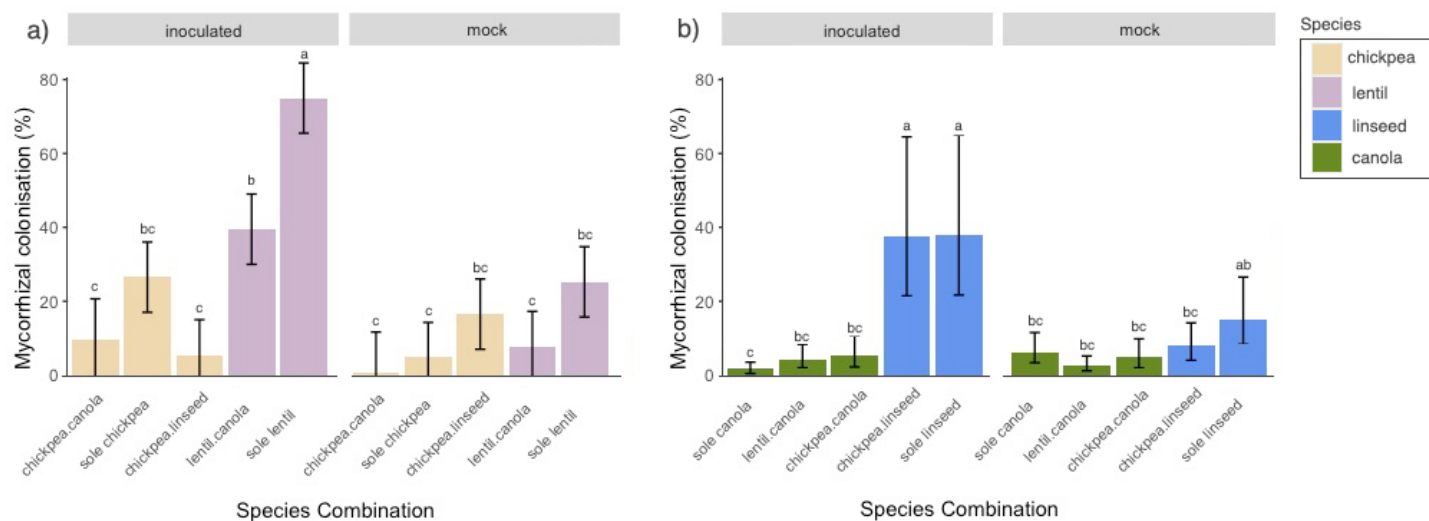 a)
inoculated
mock
Mycorrhizal colonisation (%)
80
60
40
20
0
c
bc
c
b
a
c
c
bc
c
bc
chickpea.canola
sole chickpea
chickpea.linseed
lentil.canola
sole lentil
chickpea.canola
sole chickpea
chickpea.linseed
lentil.canola
sole lentil
Species Combination
b)
inoculated
mock
Mycorrhizal colonisation (%)
80
60
40
20
0
c
bc
bc
a
a
bc
bc
bc
bc
ab
sole canola
lentil.canola
chickpea.canola
chickpea.linseed
sole linseed
sole canola
lentil.canola
chickpea.canola
chickpea.linseed
sole linseed
Species Combination
Species
chickpea
lentil
linseed
canola